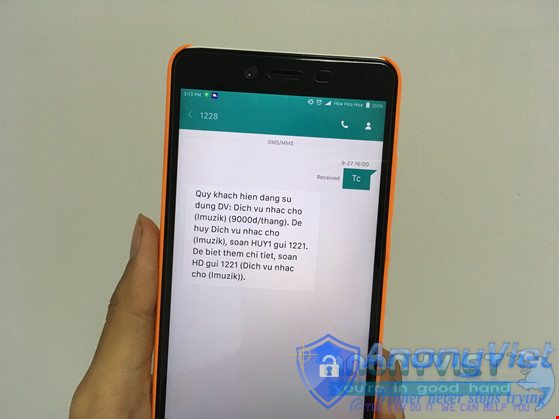 3:13 PM
Hoa Hoa Hoa 100%
1228
SMS/MMS
9-27 16:00
Received Tc
Quy khach hien dang su
dung DV: Dich vu nhac cho
(Imuzik) (9000d/thang). De
huy Dich vu nhac cho
(Imuzik), soan HUY1 gui 1221.
De biet them chi tiet, soan
HD gui 1221 (Dich vu nhac
cho (Imuzik)).
AnonyViet
you're in good hand
never stops trying
YOU CAN DO IT, WE CAN HELP YOU